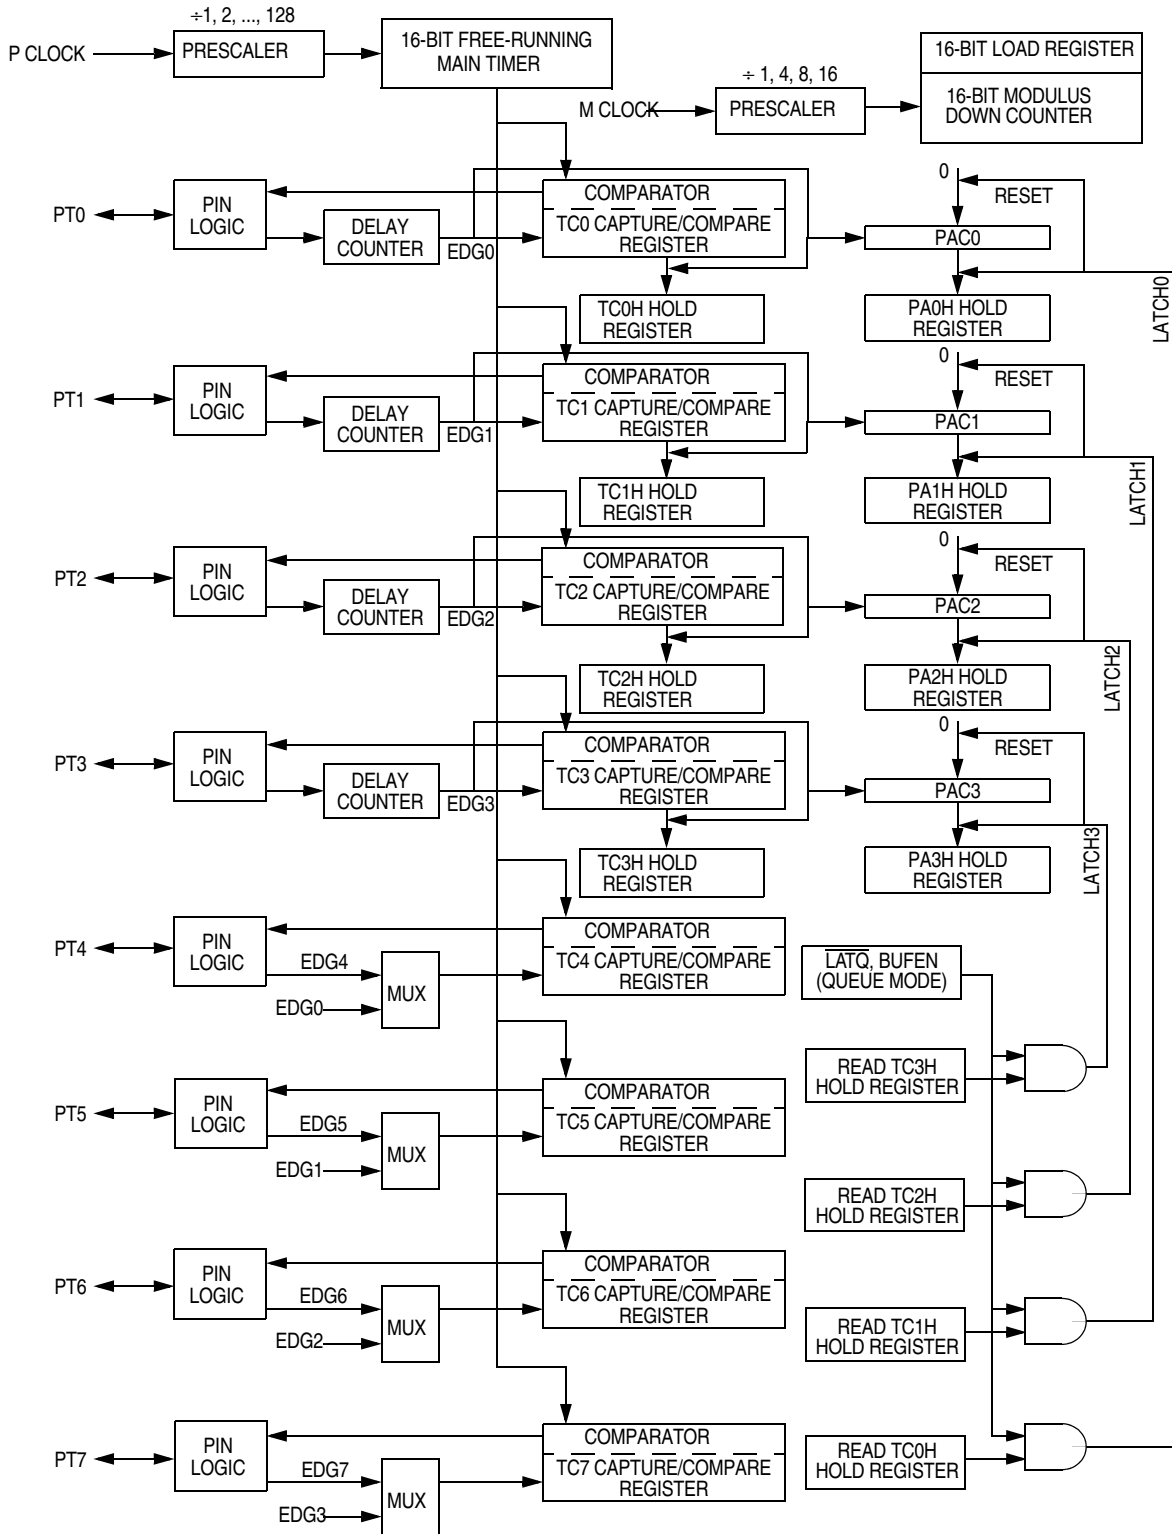 ÷1, 2, ..., 128
P CLOCK
PRESCALER
16-BIT FREE-RUNNING
MAIN TIMER
÷ 1, 4, 8, 16
M CLOCK
PRESCALER
16-BIT LOAD REGISTER
16-BIT MODULUS
DOWN COUNTER
PT0
PIN
LOGIC
DELAY
COUNTER
EDG0
COMPARATOR
TC0 CAPTURE/COMPARE
REGISTER
TC0H HOLD
REGISTER
0
RESET
PAC0
PA0H HOLD
REGISTER
LATCH0
PT1
PIN
LOGIC
DELAY
COUNTER
EDG1
COMPARATOR
TC1 CAPTURE/COMPARE
REGISTER
TC1H HOLD
REGISTER
0
RESET
PAC1
PA1H HOLD
REGISTER
LATCH1
PT2
PIN
LOGIC
DELAY
COUNTER
EDG2
COMPARATOR
TC2 CAPTURE/COMPARE
REGISTER
TC2H HOLD
REGISTER
0
RESET
PAC2
PA2H HOLD
REGISTER
LATCH2
PT3
PIN
LOGIC
DELAY
COUNTER
EDG3
COMPARATOR
TC3 CAPTURE/COMPARE
REGISTER
TC3H HOLD
REGISTER
0
RESET
PAC3
PA3H HOLD
REGISTER
LATCH3
PT4
PIN
LOGIC
EDG4
EDG0
MUX
COMPARATOR
TC4 CAPTURE/COMPARE
REGISTER
L̅A̅T̅Q̅, BUFEN
(QUEUE MODE)
READ TC3H
HOLD REGISTER
PT5
PIN
LOGIC
EDG5
EDG1
MUX
COMPARATOR
TC5 CAPTURE/COMPARE
REGISTER
READ TC2H
HOLD REGISTER
PT6
PIN
LOGIC
EDG6
EDG2
MUX
COMPARATOR
TC6 CAPTURE/COMPARE
REGISTER
READ TC1H
HOLD REGISTER
PT7
PIN
LOGIC
EDG7
EDG3
MUX
COMPARATOR
TC7 CAPTURE/COMPARE
REGISTER
READ TC0H
HOLD REGISTER